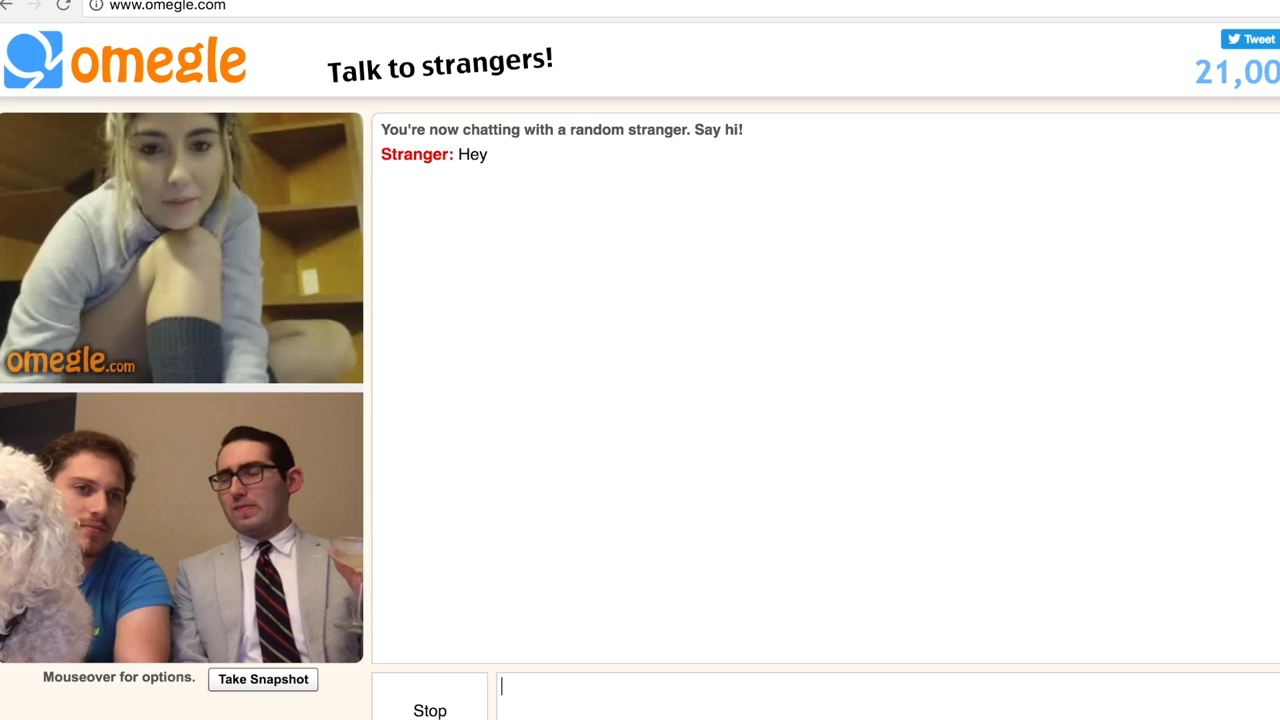 www.omegle.com
omegle
Talk to strangers!
Tweet
21,00
You're now chatting with a random stranger. Say hi!
Stranger: Hey
omegle.com
Mouseover for options.
Take Snapshot
Stop